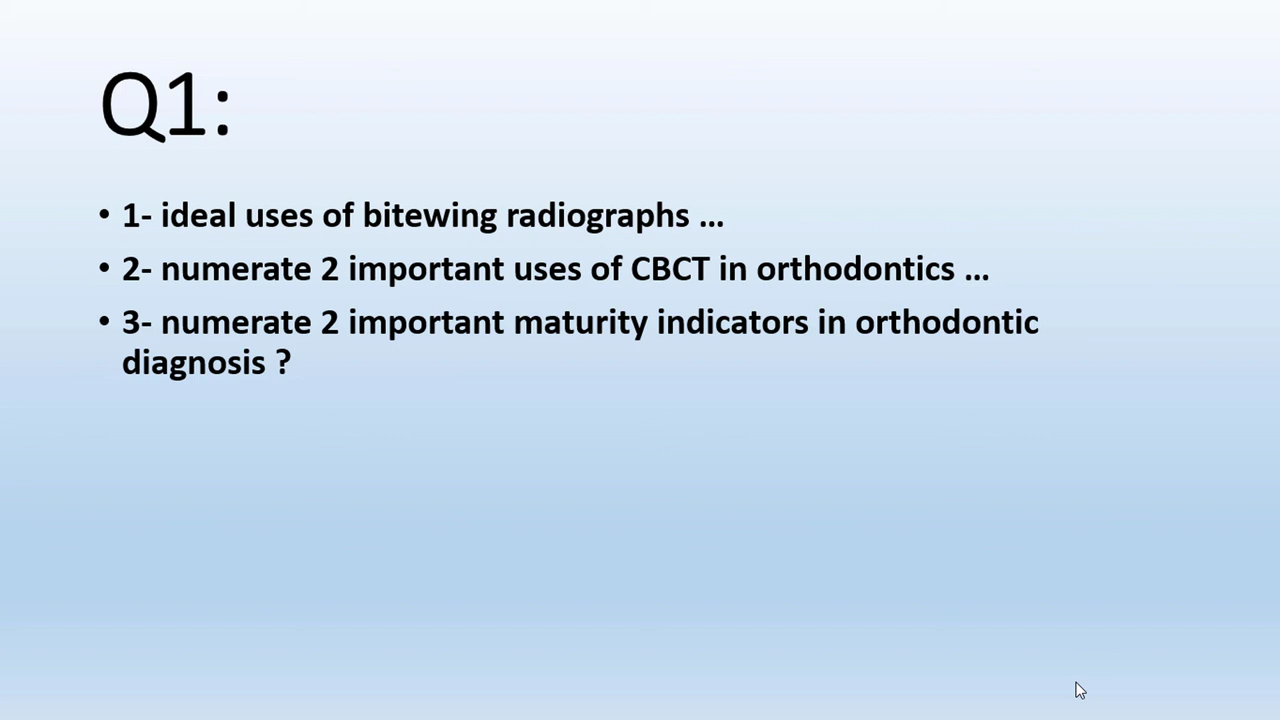 Q1:
• 1- ideal uses of bitewing radiographs ...
• 2- numerate 2 important uses of CBCT in orthodontics ...
• 3- numerate 2 important maturity indicators in orthodontic
diagnosis ?